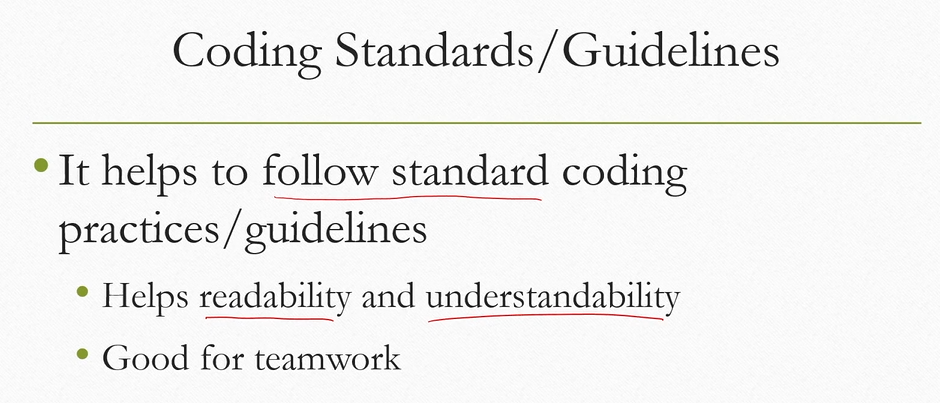 Coding Standards/Guidelines
• It helps to follow standard coding
practices/guidelines
• Helps readability and understandability
• Good for teamwork